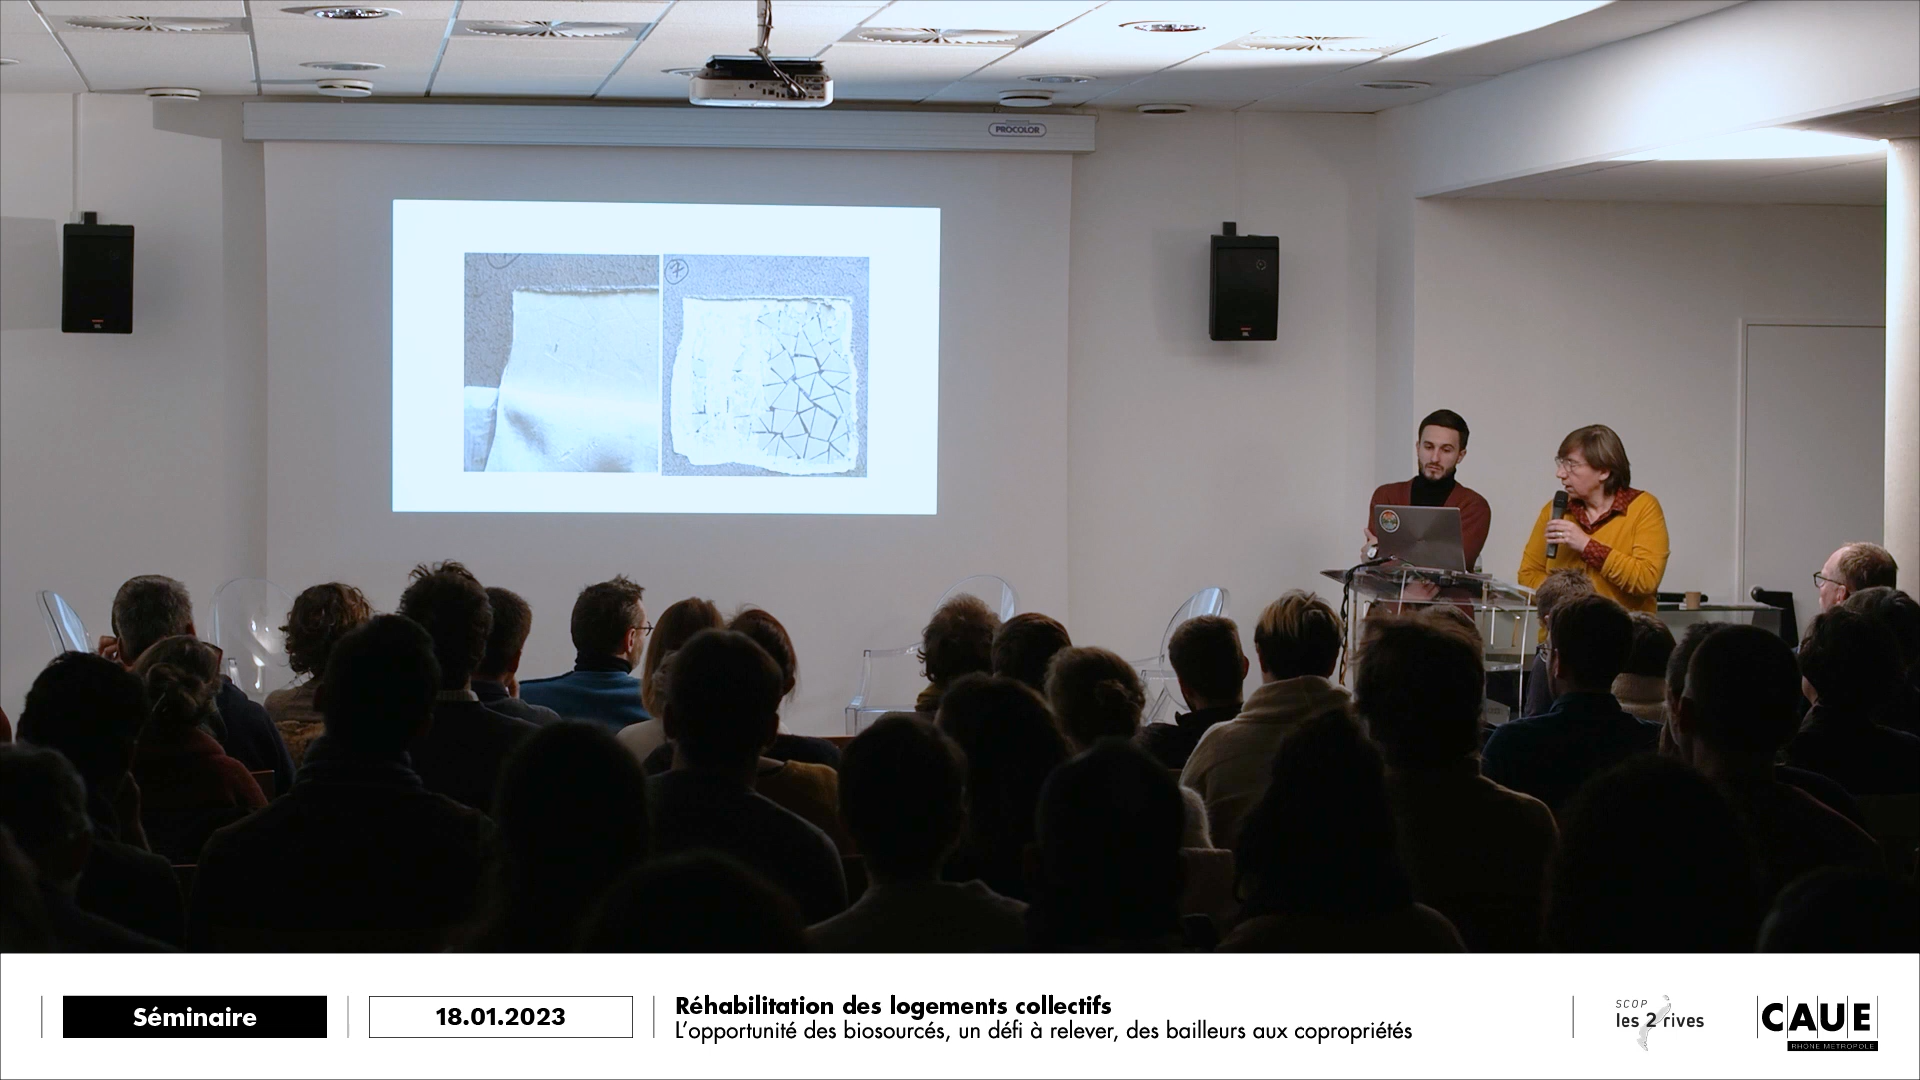 PROCOLOR
7
Séminaire
18.01.2023
Réhabilitation des logements collectifs
L'opportunité des biosourcés, un défi à relever, des bailleurs aux copropriétés
SCOP
les 2 rives
CAUE
RHÔNE MÉTROPOLE